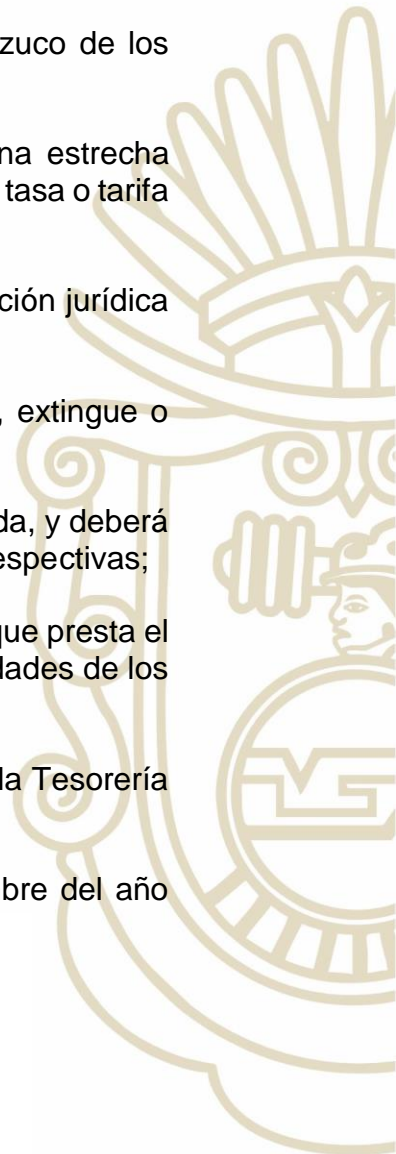 zuco de los
na estrecha
tasa o tarifa
ción jurídica
, extingue o
da, y deberá
espectivas;
que presta el
dades de los
la Tesorería
bre del año